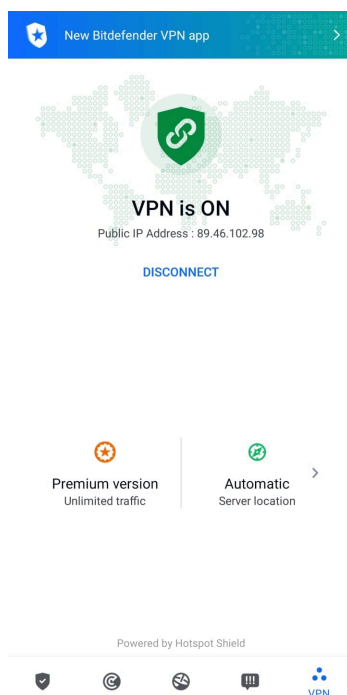 New Bitdefender VPN app
VPN is ON
Public IP Address : 89.46.102.98
DISCONNECT
Premium version
Unlimited traffic
Automatic
Server location
Powered by Hotspot Shield
VPN